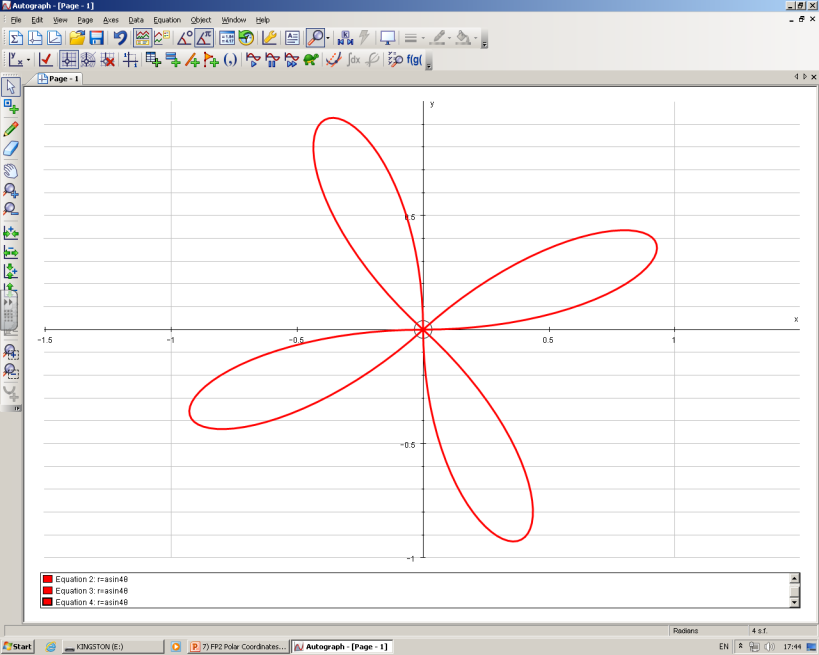 Autograph - [Page - 1]
File Edit View Page Axes Data Equation Object Window Help
Page - 1
y
x
0.5
-0.5
-1
-1.5
-1
-0.5
0.5
1
Equation 2: r=asin4θ
Equation 3: r=asin4θ
Equation 4: r=asin4θ
Radians 4 s.f.
Start KINGSTON (E:) 7) FP2 Polar Coordinates... Autograph - [Page - 1] EN 17:44